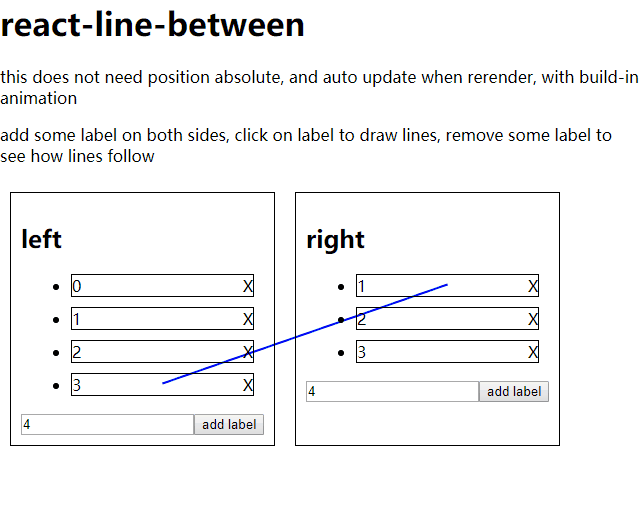 react-line-between
this does not need position absolute, and auto update when rerender, with build-in
animation
add some label on both sides, click on label to draw lines, remove some label to
see how lines follow
left
0 X
1 X
2 X
3 X
4 add label
right
1 X
2 X
3 X
4 add label